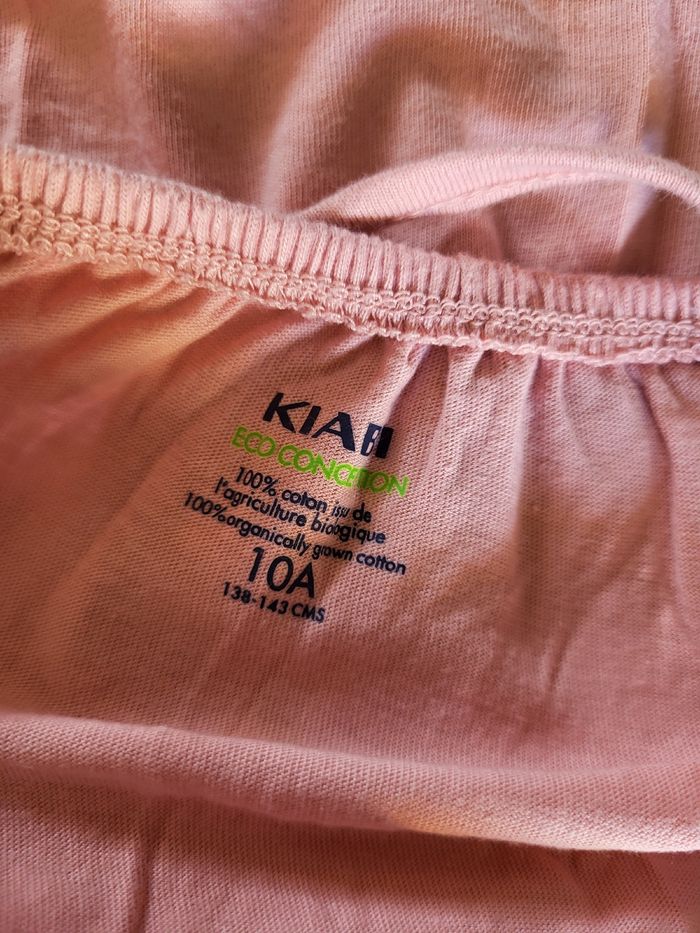 KIABI
ECO CONCEPTION
100% coton issu de
l'agriculture biologique
100% organically grown cotton
10A
138-143 CMS